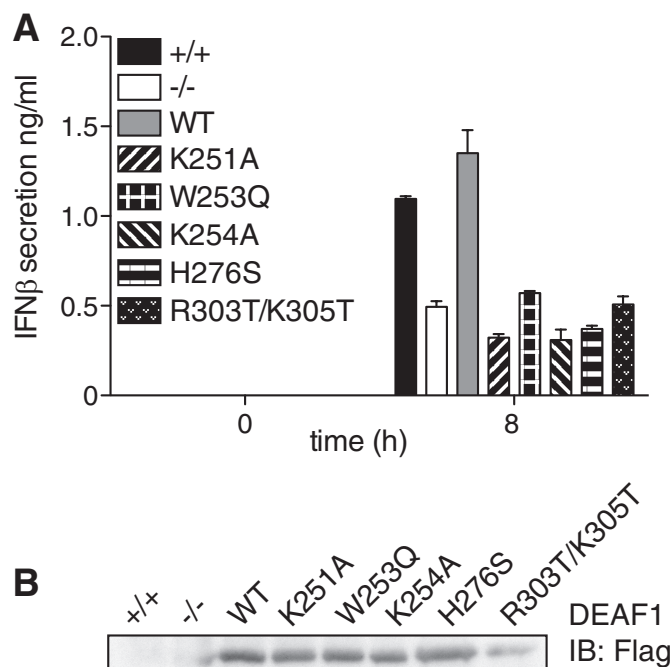 A
IFNβ secretion ng/ml
2.0
1.5
1.0
0.5
0
+/+
-/-
WT
K251A
W253Q
K254A
H276S
R303T/K305T
0
8
time (h)
B
+/+
-/-
WT
K251A
W253Q
K254A
H276S
R303T/K305T
DEAF1
IB: Flag